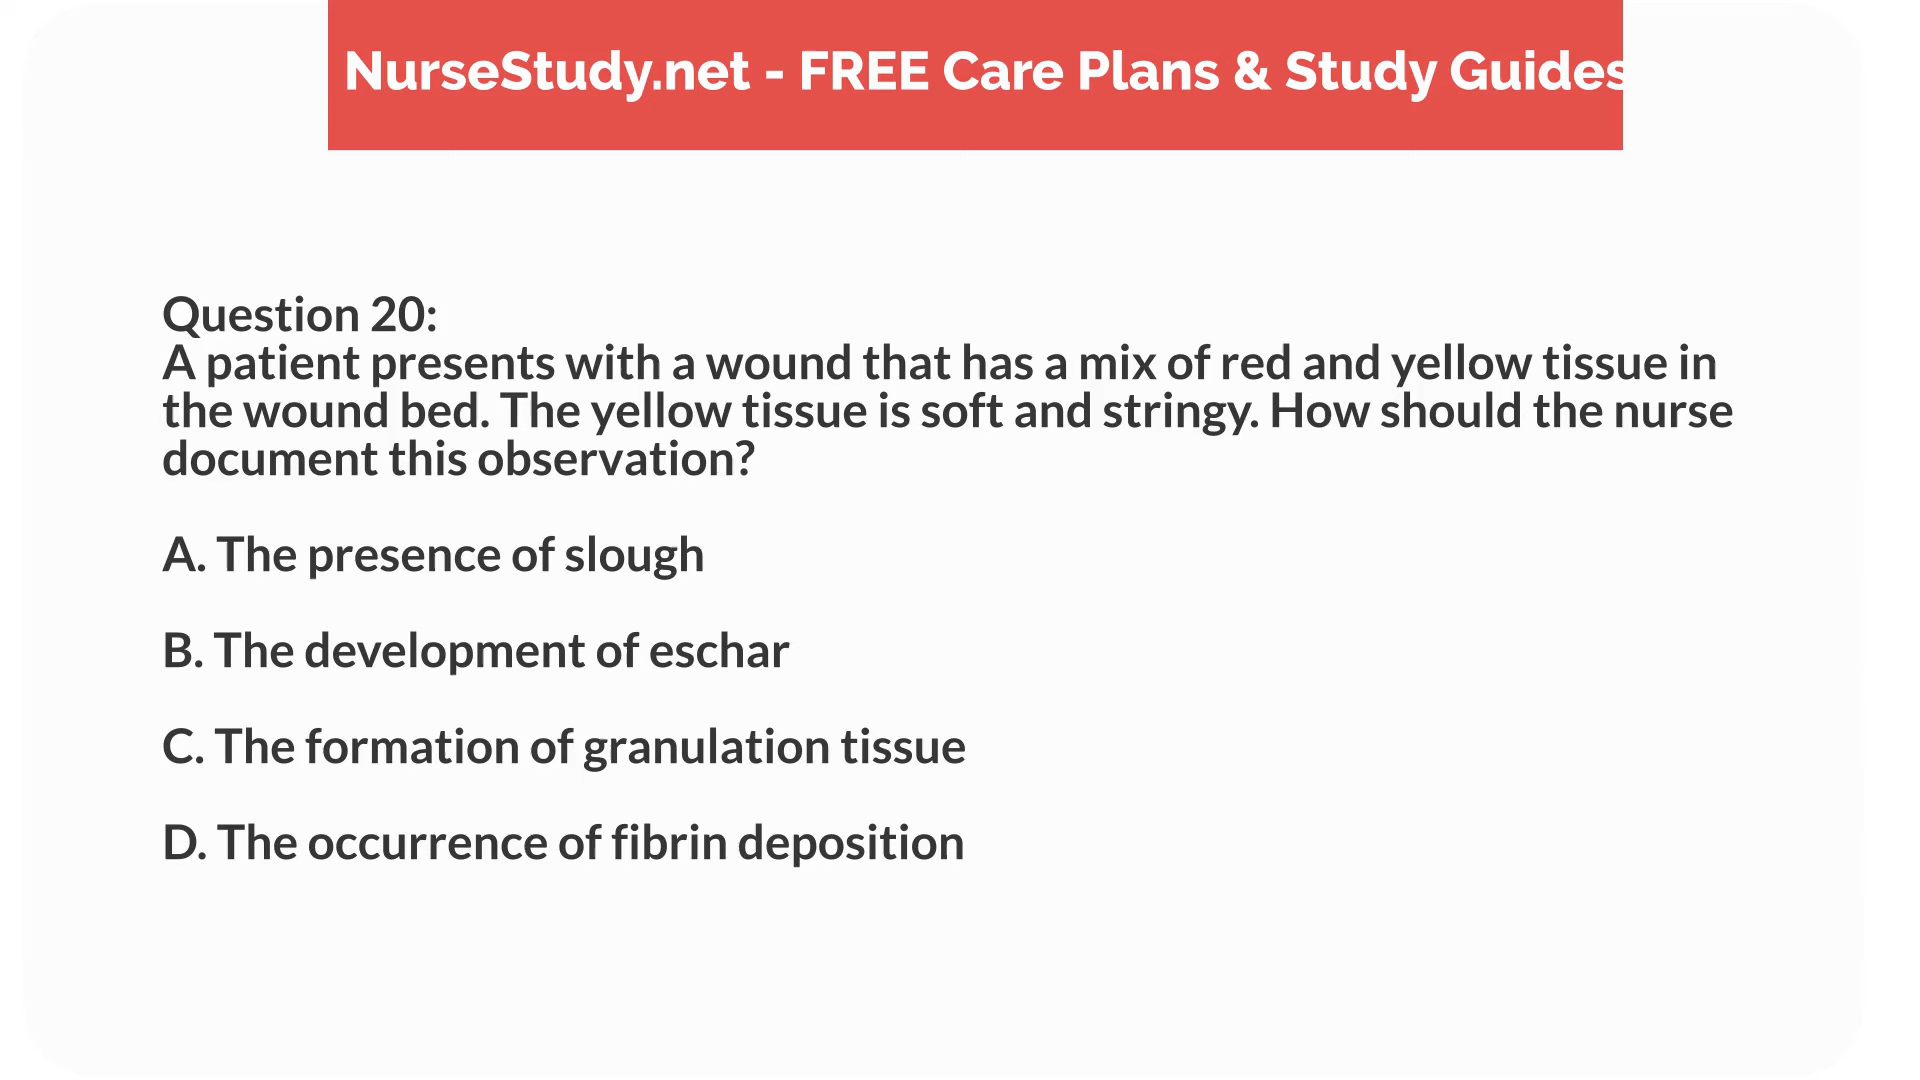 NurseStudy.net - FREE Care Plans & Study Guides
Question 20:
A patient presents with a wound that has a mix of red and yellow tissue in
the wound bed. The yellow tissue is soft and stringy. How should the nurse
document this observation?
A. The presence of slough
B. The development of eschar
C. The formation of granulation tissue
D. The occurrence of fibrin deposition